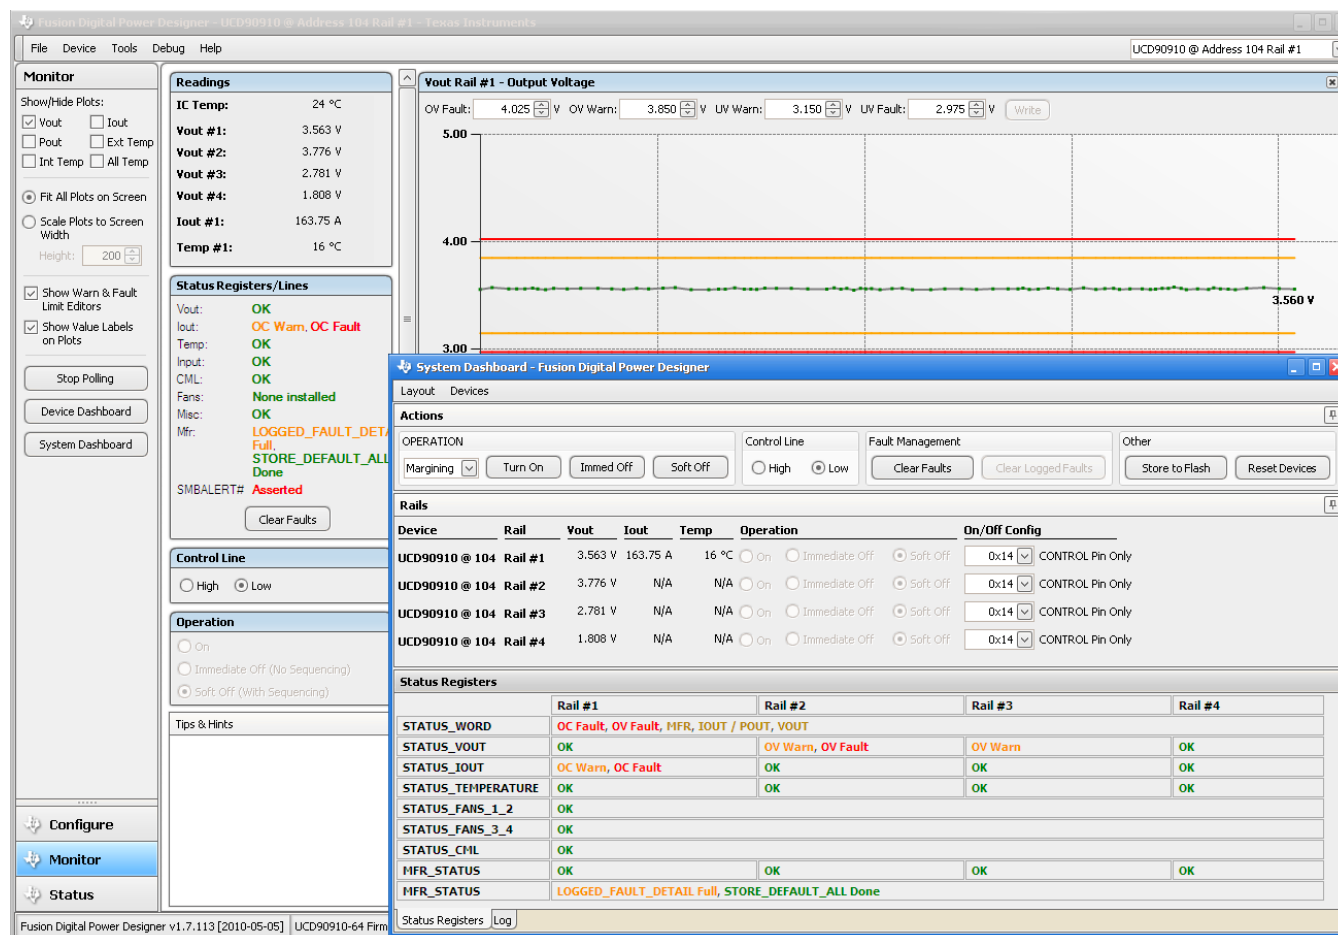 Fusion Digital Power Designer - UCD90910 @ Address 104 Rail #1 - Texas Instruments
File Device Tools Debug Help
UCD90910 @ Address 104 Rail #1
Monitor
Show/Hide Plots:
Vout Iout
Pout Ext Temp
Int Temp All Temp
Fit All Plots on Screen
Scale Plots to Screen
Width
Height: 200
Show Warn & Fault
Limit Editors
Show Value Labels
on Plots
Stop Polling
Device Dashboard
System Dashboard
Configure
Monitor
Status
Readings
IC Temp: 24 °C
Vout #1: 3.563 V
Vout #2: 3.776 V
Vout #3: 2.781 V
Vout #4: 1.808 V
Iout #1: 163.75 A
Temp #1: 16 °C
Status Registers/Lines
Vout: OK
Iout: OC Warn, OC Fault
Temp: OK
Input: OK
CML: OK
Fans: None installed
Misc: OK
Mfr: LOGGED_FAULT_DETA
Full,
STORE_DEFAULT_ALL
Done
SMBALERT# Asserted
Clear Faults
Control Line
High Low
Operation
On
Immediate Off (No Sequencing)
Soft Off (With Sequencing)
Tips & Hints
Vout Rail #1 - Output Voltage
OV Fault: 4.025 V OV Warn: 3.850 V UV Warn: 3.150 V UV Fault: 2.975 V Write
5.00
4.00
3.560 V
3.00
System Dashboard - Fusion Digital Power Designer
Layout Devices
Actions
OPERATION Control Line Fault Management Other
Margining Turn On Immed Off Soft Off High Low Clear Faults Clear Logged Faults Store to Flash Reset Devices
Rails
Device Rail Vout Iout Temp Operation On/Off Config
UCD90910 @ 104 Rail #1 3.563 V 163.75 A 16 °C On Immediate Off Soft Off 0x14 CONTROL Pin Only
UCD90910 @ 104 Rail #2 3.776 V N/A N/A On Immediate Off Soft Off 0x14 CONTROL Pin Only
UCD90910 @ 104 Rail #3 2.781 V N/A N/A On Immediate Off Soft Off 0x14 CONTROL Pin Only
UCD90910 @ 104 Rail #4 1.808 V N/A N/A On Immediate Off Soft Off 0x14 CONTROL Pin Only
Status Registers
Rail #1 Rail #2 Rail #3 Rail #4
STATUS_WORD OC Fault, OV Fault, MFR, IOUT / POUT, VOUT
STATUS_VOUT OK OV Warn, OV Fault OV Warn OK
STATUS_IOUT OC Warn, OC Fault OK OK OK
STATUS_TEMPERATURE OK OK OK OK
STATUS_FANS_1_2 OK
STATUS_FANS_3_4 OK
STATUS_CML OK
MFR_STATUS OK OK OK OK
MFR_STATUS LOGGED_FAULT_DETAIL Full, STORE_DEFAULT_ALL Done
Status Registers Log
Fusion Digital Power Designer v1.7.113 [2010-05-05] UCD90910-64 Firm